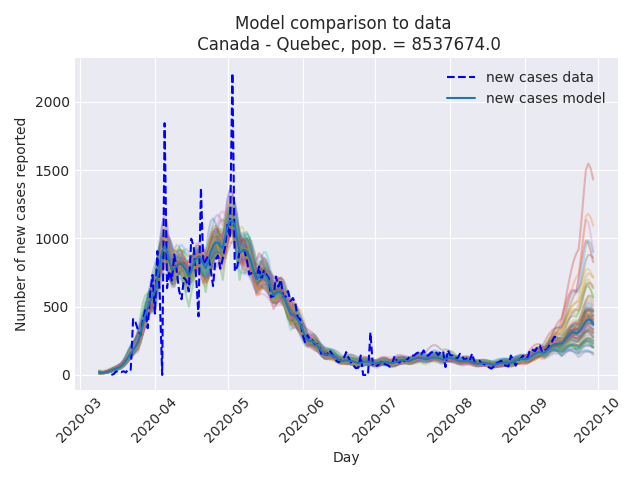 Model comparison to data
Canada - Quebec, pop. = 8537674.0
new cases data
new cases model
Number of new cases reported
2000
1500
1000
500
0
2020-03
2020-04
2020-05
2020-06
2020-07
2020-08
2020-09
2020-10
Day